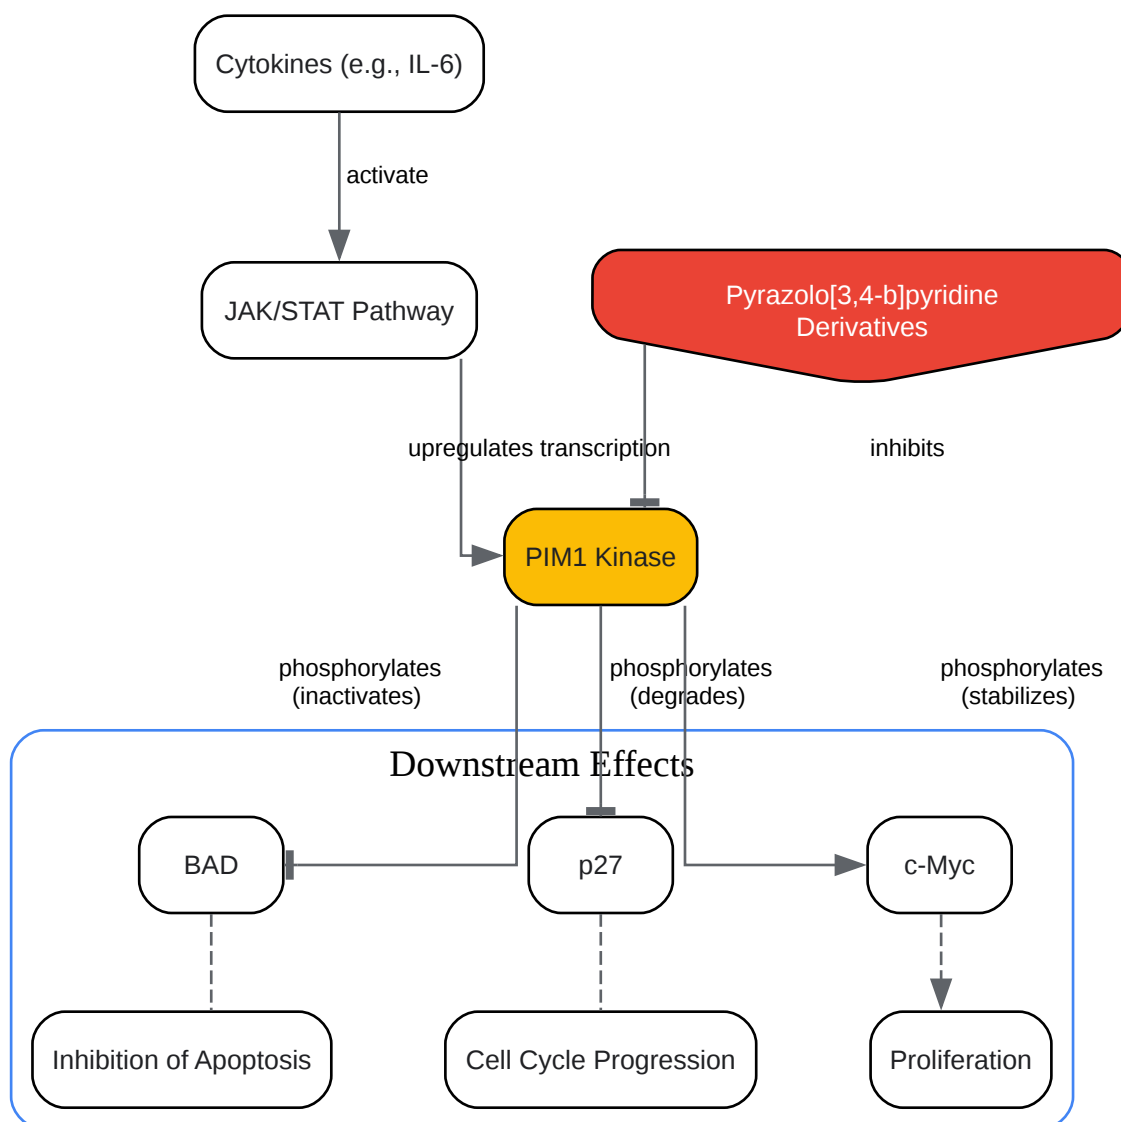 Cytokines (e.g., IL-6)
activate
JAK/STAT Pathway
Pyrazolo[3,4-b]pyridine
Derivatives
upregulates transcription
inhibits
PIM1 Kinase
phosphorylates
(inactivates)
phosphorylates
(degrades)
phosphorylates
(stabilizes)
Downstream Effects
BAD
p27
c-Myc
Inhibition of Apoptosis
Cell Cycle Progression
Proliferation